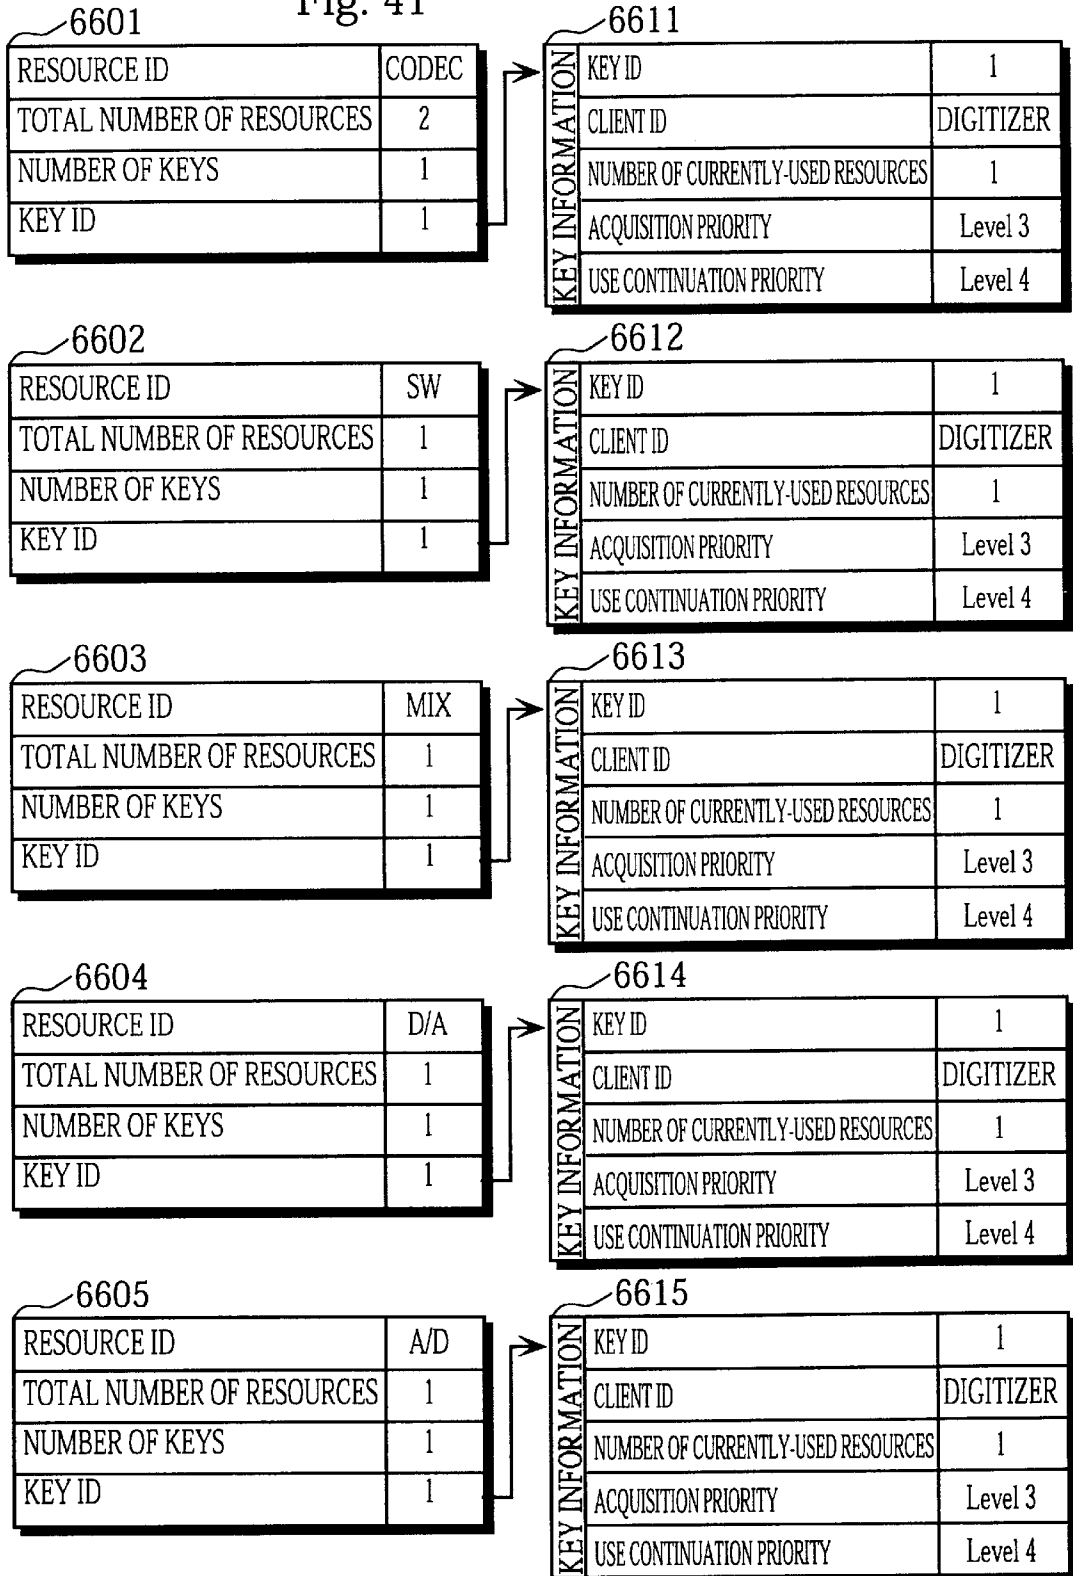 Fig. 41
6601
RESOURCE ID CODEC
TOTAL NUMBER OF RESOURCES 2
NUMBER OF KEYS 1
KEY ID 1
6611
KEY INFORMATION
KEY ID 1
CLIENT ID DIGITIZER
NUMBER OF CURRENTLY-USED RESOURCES 1
ACQUISITION PRIORITY Level 3
USE CONTINUATION PRIORITY Level 4
6602
RESOURCE ID SW
TOTAL NUMBER OF RESOURCES 1
NUMBER OF KEYS 1
KEY ID 1
6612
KEY INFORMATION
KEY ID 1
CLIENT ID DIGITIZER
NUMBER OF CURRENTLY-USED RESOURCES 1
ACQUISITION PRIORITY Level 3
USE CONTINUATION PRIORITY Level 4
6603
RESOURCE ID MIX
TOTAL NUMBER OF RESOURCES 1
NUMBER OF KEYS 1
KEY ID 1
6613
KEY INFORMATION
KEY ID 1
CLIENT ID DIGITIZER
NUMBER OF CURRENTLY-USED RESOURCES 1
ACQUISITION PRIORITY Level 3
USE CONTINUATION PRIORITY Level 4
6604
RESOURCE ID D/A
TOTAL NUMBER OF RESOURCES 1
NUMBER OF KEYS 1
KEY ID 1
6614
KEY INFORMATION
KEY ID 1
CLIENT ID DIGITIZER
NUMBER OF CURRENTLY-USED RESOURCES 1
ACQUISITION PRIORITY Level 3
USE CONTINUATION PRIORITY Level 4
6605
RESOURCE ID A/D
TOTAL NUMBER OF RESOURCES 1
NUMBER OF KEYS 1
KEY ID 1
6615
KEY INFORMATION
KEY ID 1
CLIENT ID DIGITIZER
NUMBER OF CURRENTLY-USED RESOURCES 1
ACQUISITION PRIORITY Level 3
USE CONTINUATION PRIORITY Level 4